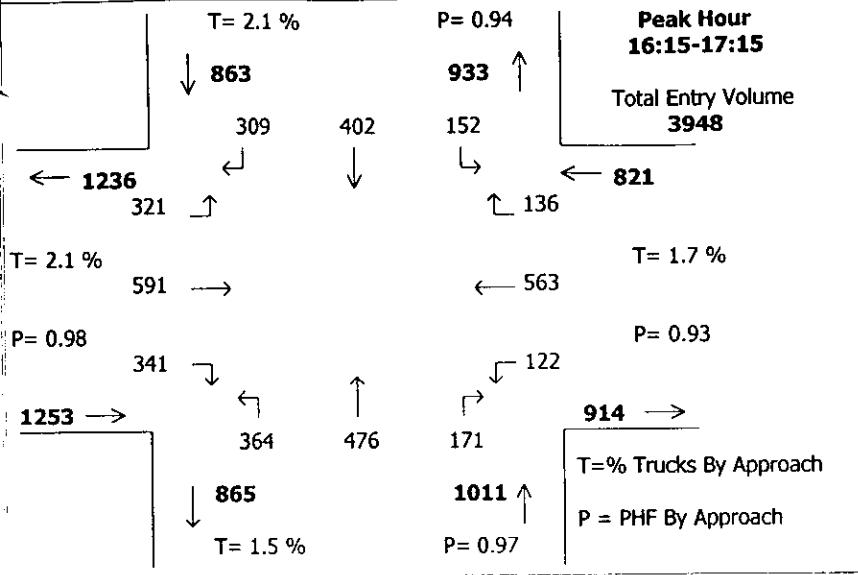 T= 2.1 % P= 0.94 Peak Hour
16:15-17:15
863 933
Total Entry Volume
309 402 152 3948
1236 821
321 136
T= 2.1 % T= 1.7 %
591 563
P= 0.98 P= 0.93
341 122
1253 914
364 476 171
T=% Trucks By Approach
865 1011
P = PHF By Approach
T= 1.5 % P= 0.97